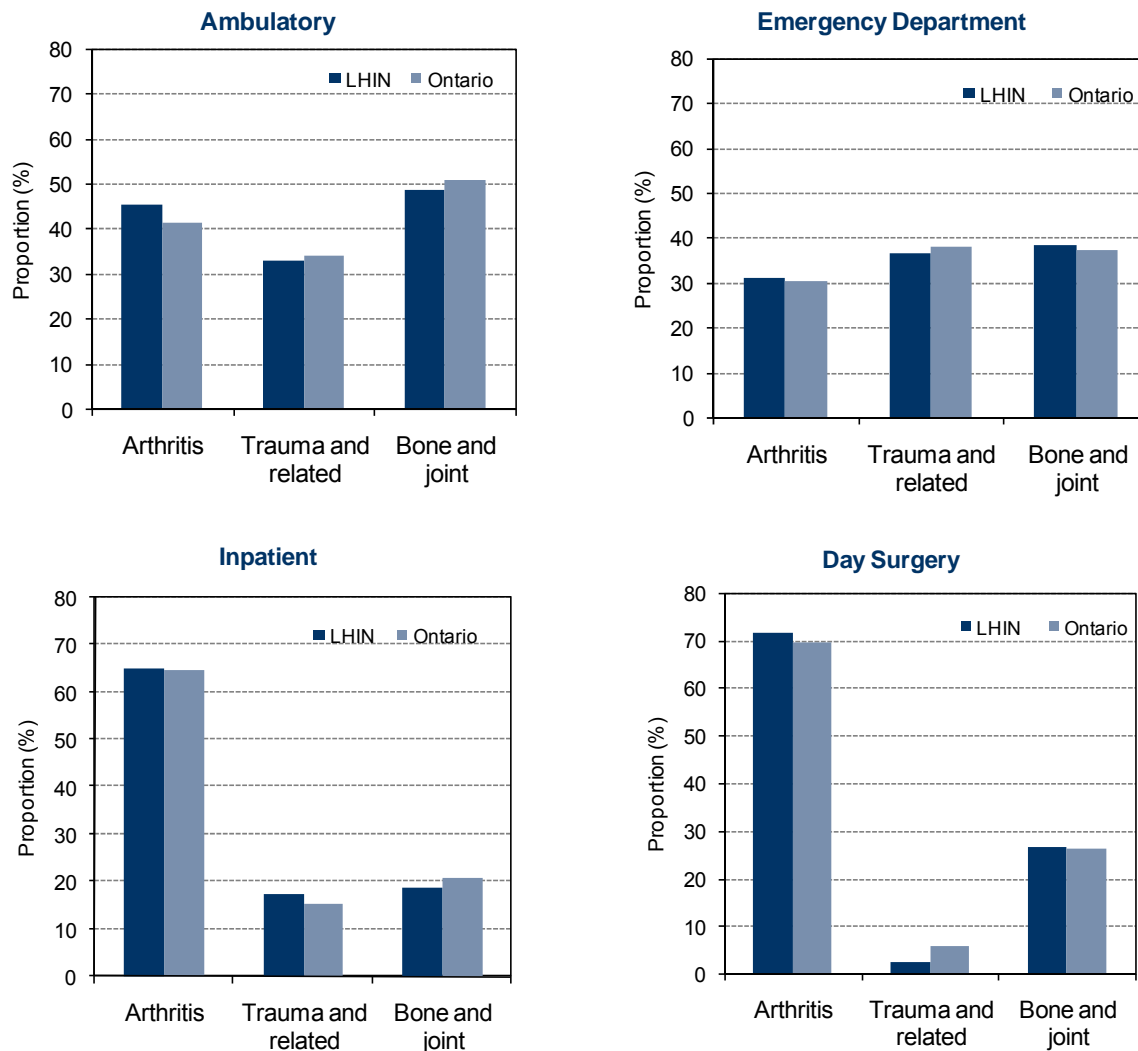 Ambulatory
80
70
60
50
40
30
20
10
0
Proportion (%)
LHIN Ontario
Arthritis
Trauma and
related
Bone and
joint
Emergency Department
80
70
60
50
40
30
20
10
0
Proportion (%)
LHIN Ontario
Arthritis
Trauma and
related
Bone and
joint
Inpatient
80
70
60
50
40
30
20
10
0
Proportion (%)
LHIN Ontario
Arthritis
Trauma and
related
Bone and
joint
Day Surgery
80
70
60
50
40
30
20
10
0
Proportion (%)
LHIN Ontario
Arthritis
Trauma and
related
Bone and
joint